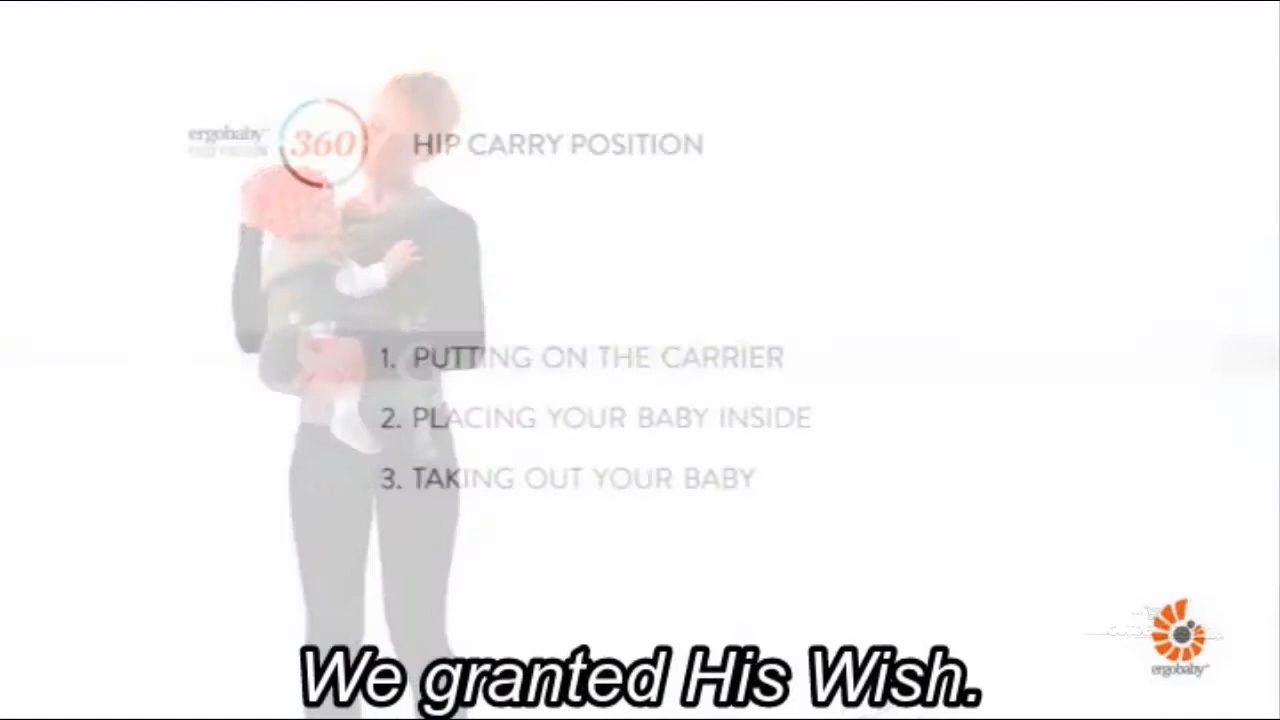 ergobaby
360
HIP CARRY POSITION
1. PUTTING ON THE CARRIER
2. PLACING YOUR BABY INSIDE
3. TAKING OUT YOUR BABY
ergobaby
We granted His Wish.